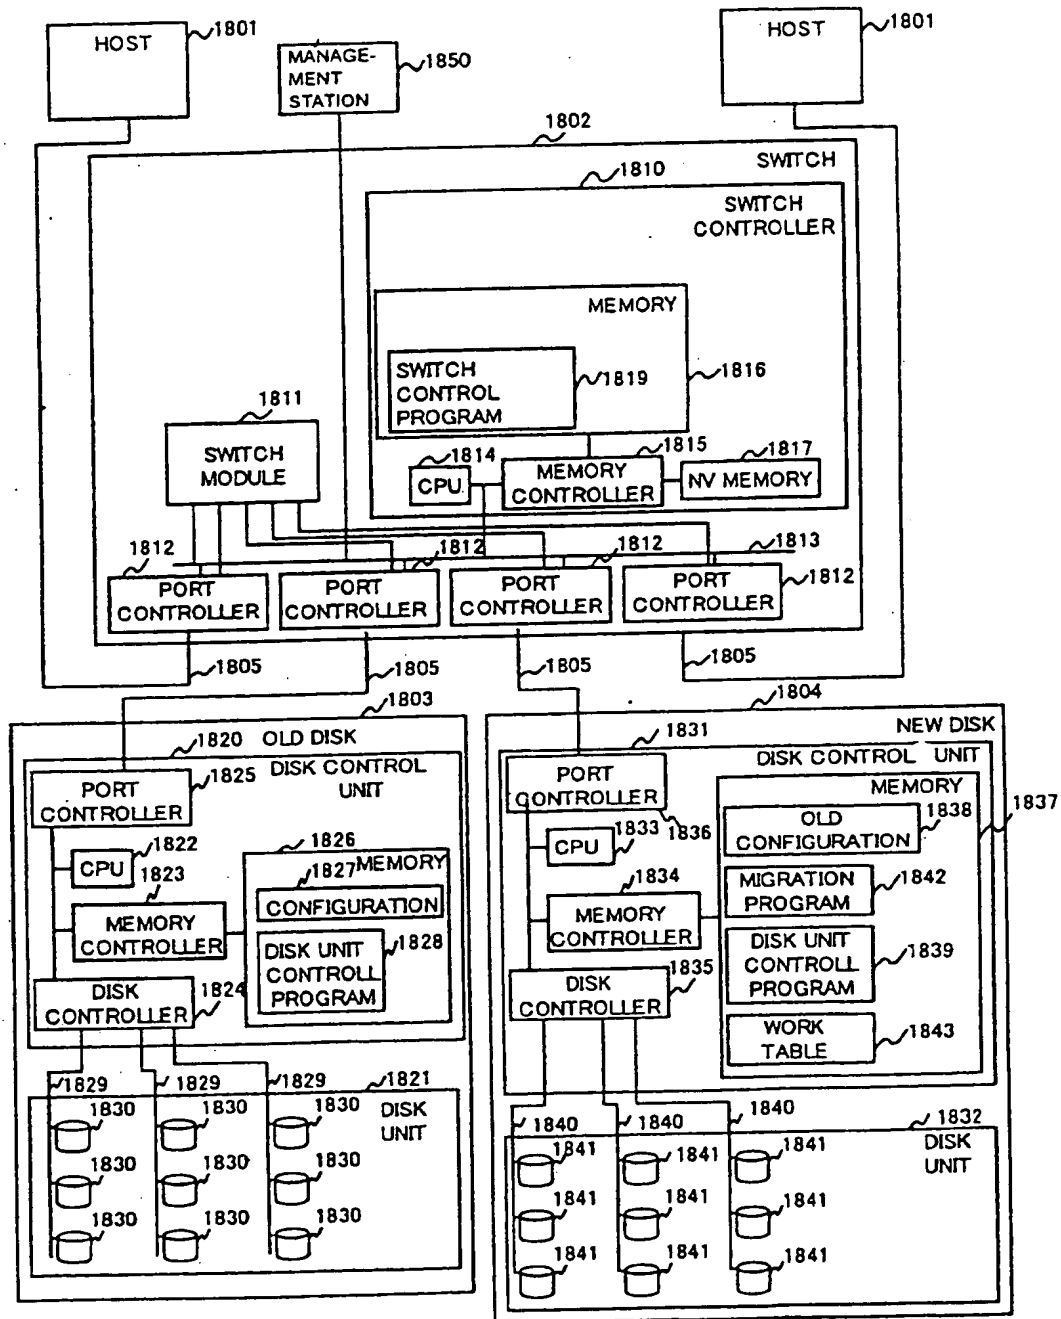 HOST
1801
MANAGE-
MENT
STATION
1850
HOST
1801
1802
SWITCH
1810
SWITCH
CONTROLLER
MEMORY
SWITCH
CONTROL
PROGRAM
1819
1816
1811
SWITCH
MODULE
1814
CPU
1815
MEMORY
CONTROLLER
1817
NV MEMORY
1812
PORT
CONTROLLER
1812
PORT
CONTROLLER
1812
PORT
CONTROLLER
1813
PORT
CONTROLLER
1812
1805
1805
1805
1805
1803
OLD DISK
1820
DISK CONTROL
UNIT
PORT
CONTROLLER
1825
CPU
1822
1823
MEMORY
CONTROLLER
1826
MEMORY
1827
CONFIGURATION
DISK UNIT
CONTROLL
PROGRAM
1828
DISK
CONTROLLER
1824
1829
1829
1829
1821
DISK
UNIT
1830
1830
1830
1830
1830
1830
1830
1830
1830
1804
NEW DISK
1831
DISK CONTROL UNIT
PORT
CONTROLLER
1836
CPU
1833
1834
MEMORY
CONTROLLER
MEMORY
1837
OLD
CONFIGURATION
1838
MIGRATION
PROGRAM
1842
DISK UNIT
CONTROLL
PROGRAM
1839
WORK
TABLE
1843
DISK
CONTROLLER
1835
1840
1840
1840
1832
DISK
UNIT
1841
1841
1841
1841
1841
1841
1841
1841
1841